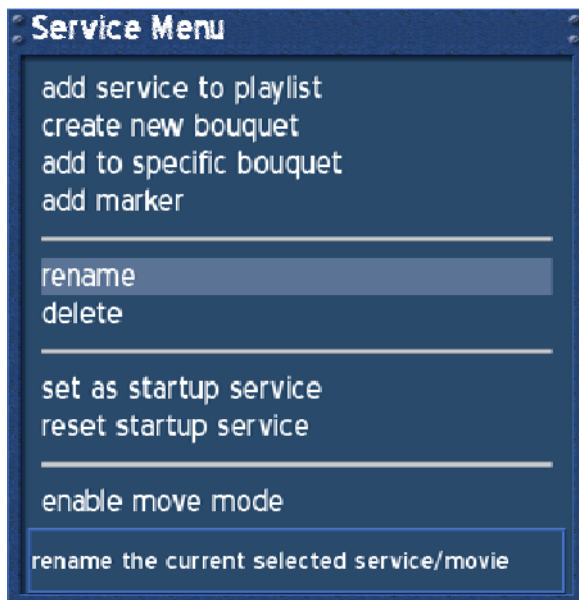 Service Menu
add service to playlist
create new bouquet
add to specific bouquet
add marker
rename
delete
set as startup service
reset startup service
enable move mode
rename the current selected service/movie